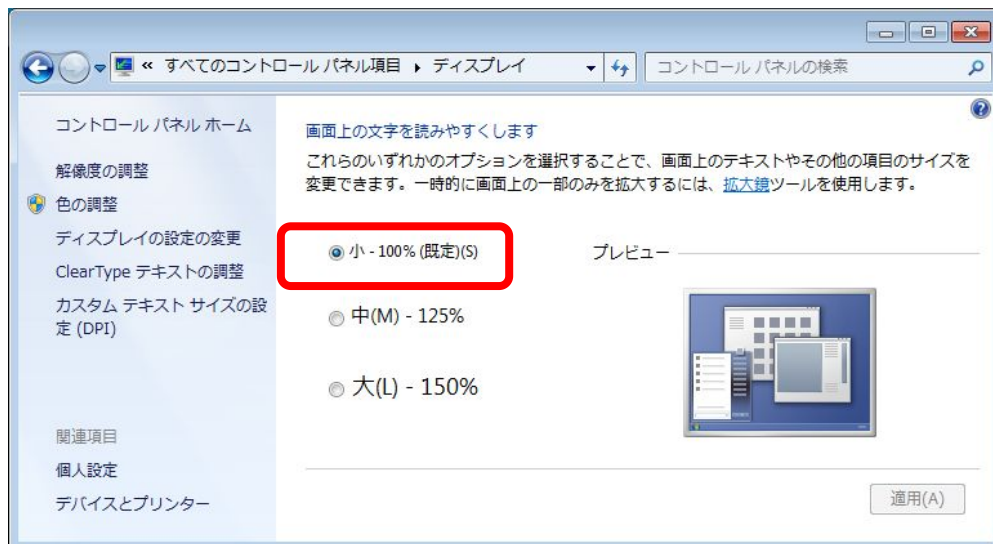 « すべてのコントロール パネル項目 ▸ ディスプレイ
コントロール パネルの検索
コントロール パネル ホーム
解像度の調整
色の調整
ディスプレイの設定の変更
ClearType テキストの調整
カスタム テキスト サイズの設
定 (DPI)
関連項目
個人設定
デバイスとプリンター
画面上の文字を読みやすくします
これらのいずれかのオプションを選択することで、画面上のテキストやその他の項目のサイズを
変更できます。一時的に画面上の一部のみを拡大するには、拡大鏡ツールを使用します。
小 - 100% (既定)(S)
中(M) - 125%
大(L) - 150%
プレビュー
適用(A)